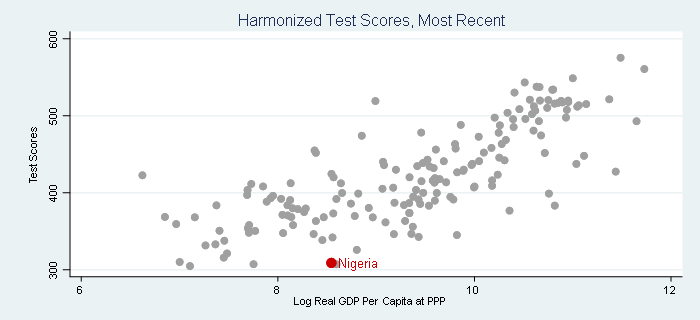 Harmonized Test Scores, Most Recent
600
500
400
300
Test Scores
Nigeria
6
8
10
12
Log Real GDP Per Capita at PPP